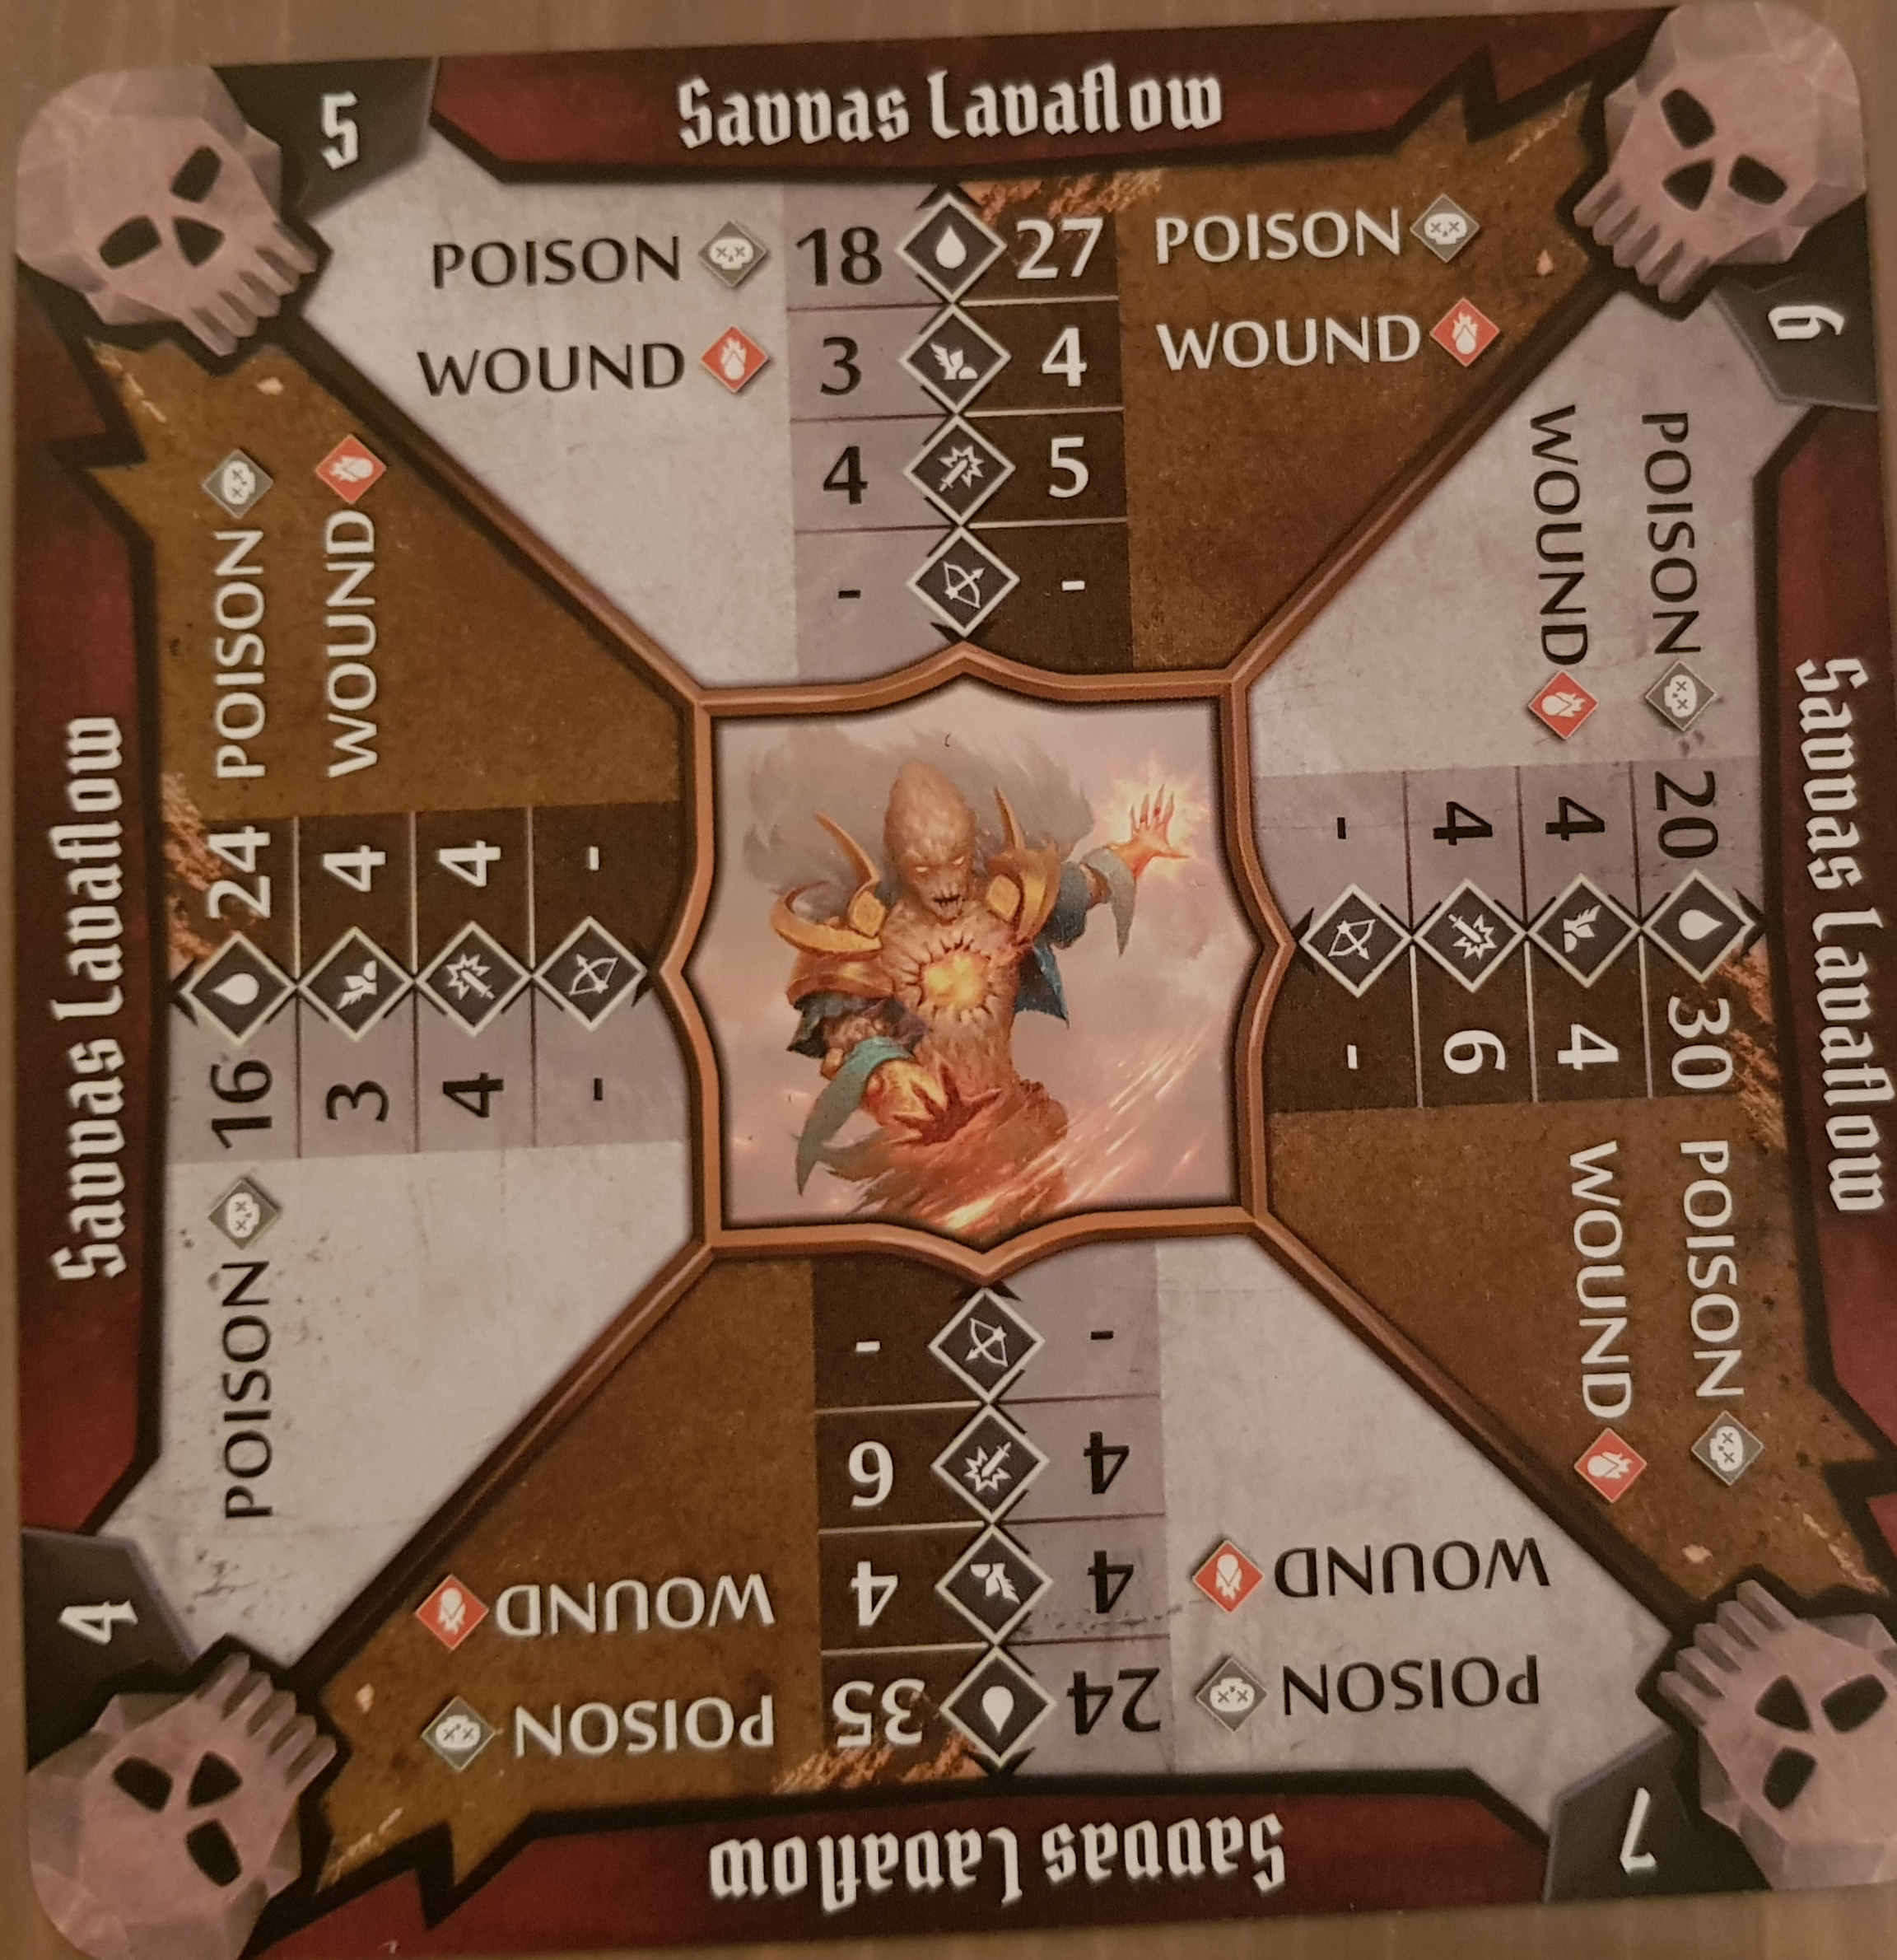 5
Savvas Lavaflow
POISON 18 27 POISON
WOUND 3 4 WOUND
4 5
- -
6
Savvas Lavaflow
POISON 20 30 POISON
WOUND 4 4 WOUND
4 6
- -
7
Savvas Lavaflow
POISON 24 35 POISON
WOUND 4 4 WOUND
4 6
- -
4
Savvas Lavaflow
POISON 16 24 POISON
3 4 WOUND
4 4
- -